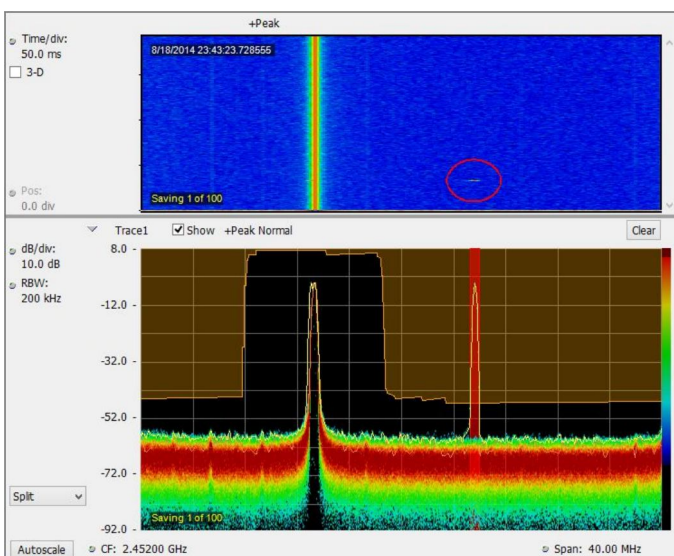 +Peak
Time/div:
50.0 ms
3-D
8/18/2014 23:43:23.728555
Pos:
0.0 div
Saving 1 of 100
Trace1 Show +Peak Normal Clear
dB/div:
10.0 dB
RBW:
200 kHz
8.0
-12.0
-32.0
-52.0
-72.0
-92.0
Split
Saving 1 of 100
Autoscale CF: 2.45200 GHz Span: 40.00 MHz